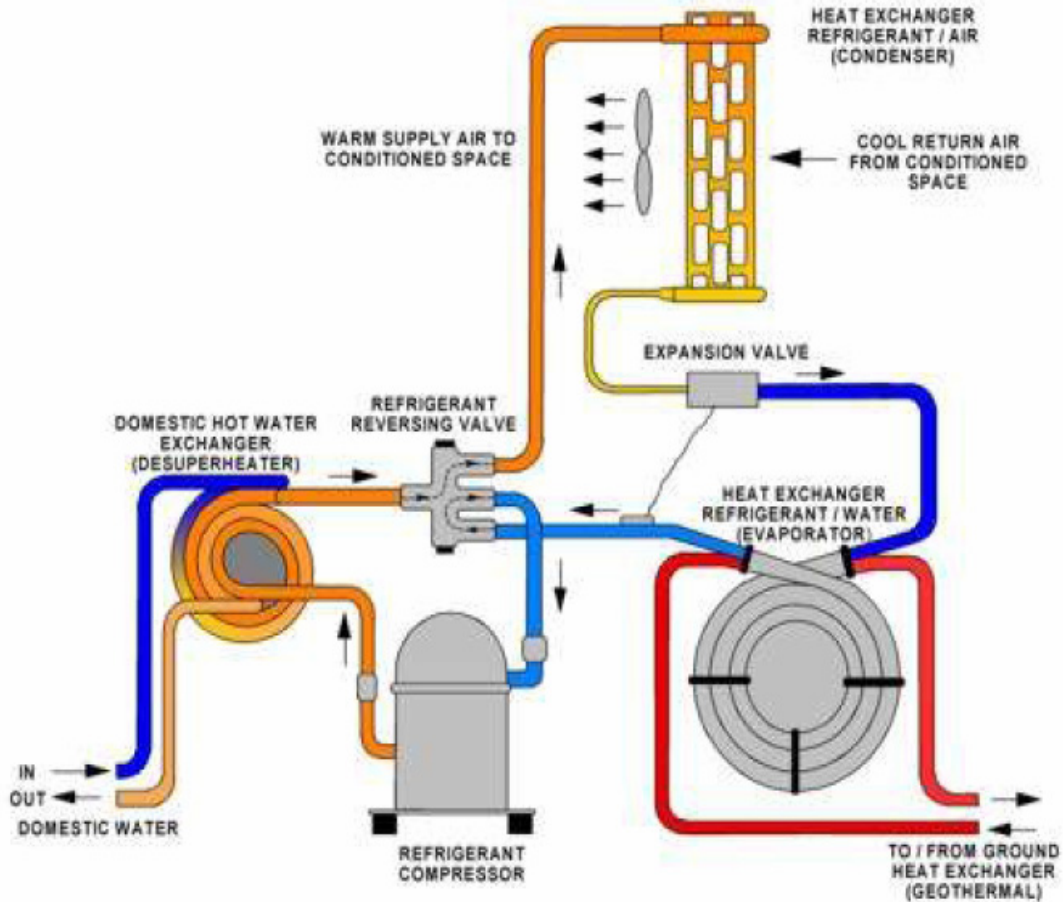 HEAT EXCHANGER
REFRIGERANT / AIR
(CONDENSER)
WARM SUPPLY AIR TO
CONDITIONED SPACE
COOL RETURN AIR
FROM CONDITIONED
SPACE
EXPANSION VALVE
REFRIGERANT
REVERSING VALVE
DOMESTIC HOT WATER
EXCHANGER
(DESUPERHEATER)
HEAT EXCHANGER
REFRIGERANT / WATER
(EVAPORATOR)
IN
OUT
DOMESTIC WATER
REFRIGERANT
COMPRESSOR
TO / FROM GROUND
HEAT EXCHANGER
(GEOTHERMAL)